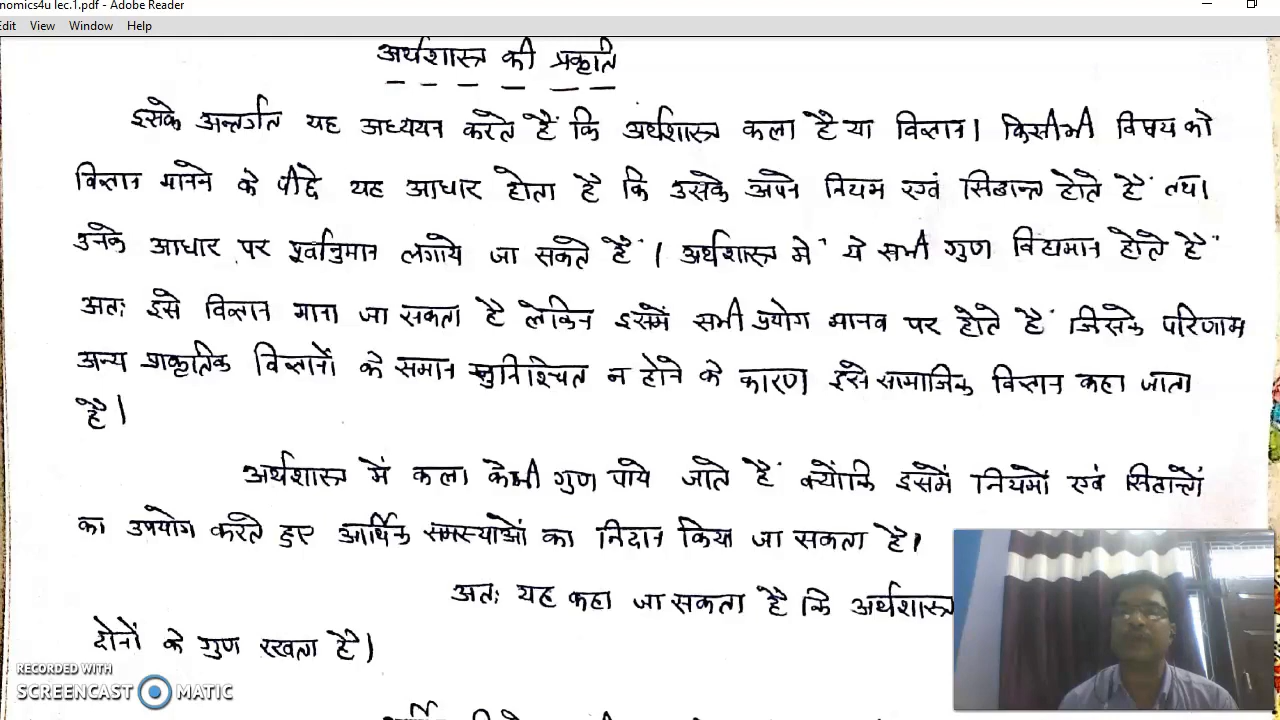 nomics4u lec.1.pdf - Adobe Reader
Edit View Window Help
अर्थशास्त्र की प्रकृति
इसके अन्तर्गत यह अध्ययन करते हैं कि अर्थशास्त्र कला है या विज्ञान। किसी भी विषय को
विज्ञान मानने के पीछे यह आधार होता है कि उसके अपने नियम एवं सिद्धान्त होते हैं तथा
उनके आधार पर पूर्वानुमान लगाये जा सकते हैं। अर्थशास्त्र में ये सभी गुण विद्यमान होते हैं
अतः इसे विज्ञान माना जा सकता है लेकिन इसमें सभी प्रयोग मानव पर होते हैं जिसके परिणाम
अन्य प्राकृतिक विज्ञानों के समान सुनिश्चित न होने के कारण इसे सामाजिक विज्ञान कहा जाता
है।
अर्थशास्त्र में कला के भी गुण पाये जाते हैं क्योंकि इसमें नियमों एवं सिद्धान्तों
का उपयोग करते हुए आर्थिक समस्याओं का निदान किया जा सकता है।
अतः यह कहा जा सकता है कि अर्थशास्त्र
दोनों के गुण रखता है।
RECORDED WITH
SCREENCAST MATIC